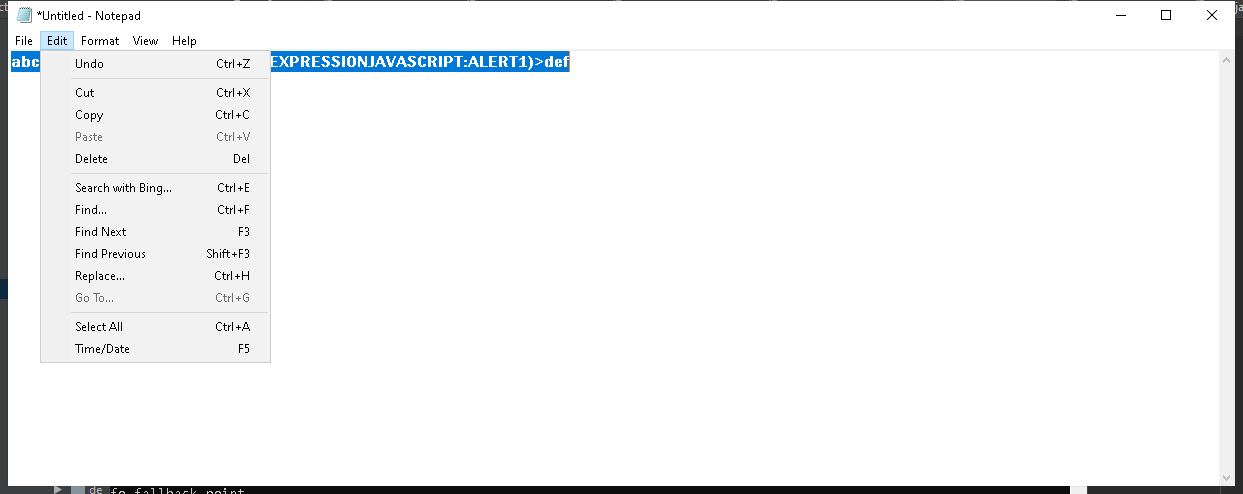 *Untitled - Notepad
File Edit Format View Help
abc EXPRESSIONJAVASCRIPT:ALERT1)>def
Undo Ctrl+Z
Cut Ctrl+X
Copy Ctrl+C
Paste Ctrl+V
Delete Del
Search with Bing... Ctrl+E
Find... Ctrl+F
Find Next F3
Find Previous Shift+F3
Replace... Ctrl+H
Go To... Ctrl+G
Select All Ctrl+A
Time/Date F5
de fo fallback point